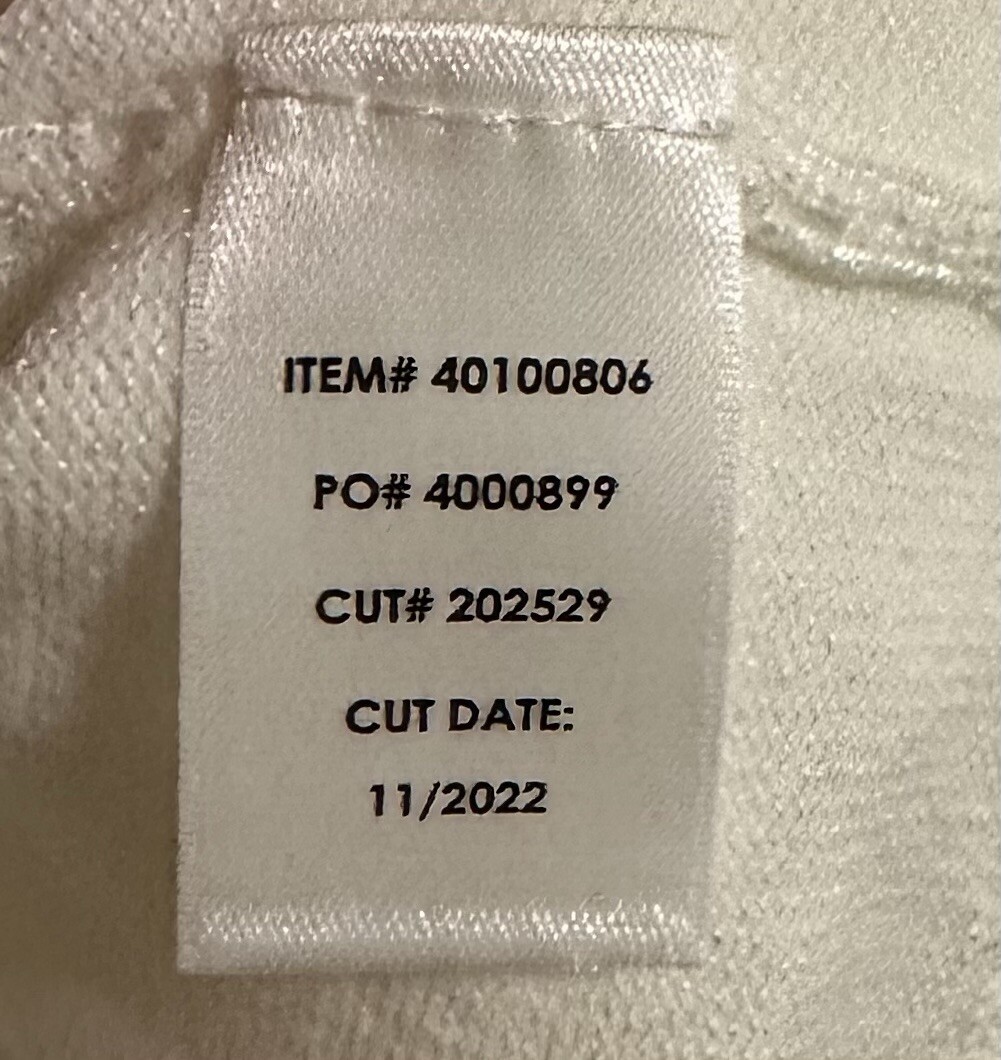 ITEM# 40100806
PO# 4000899
CUT# 202529
CUT DATE:
11/2022